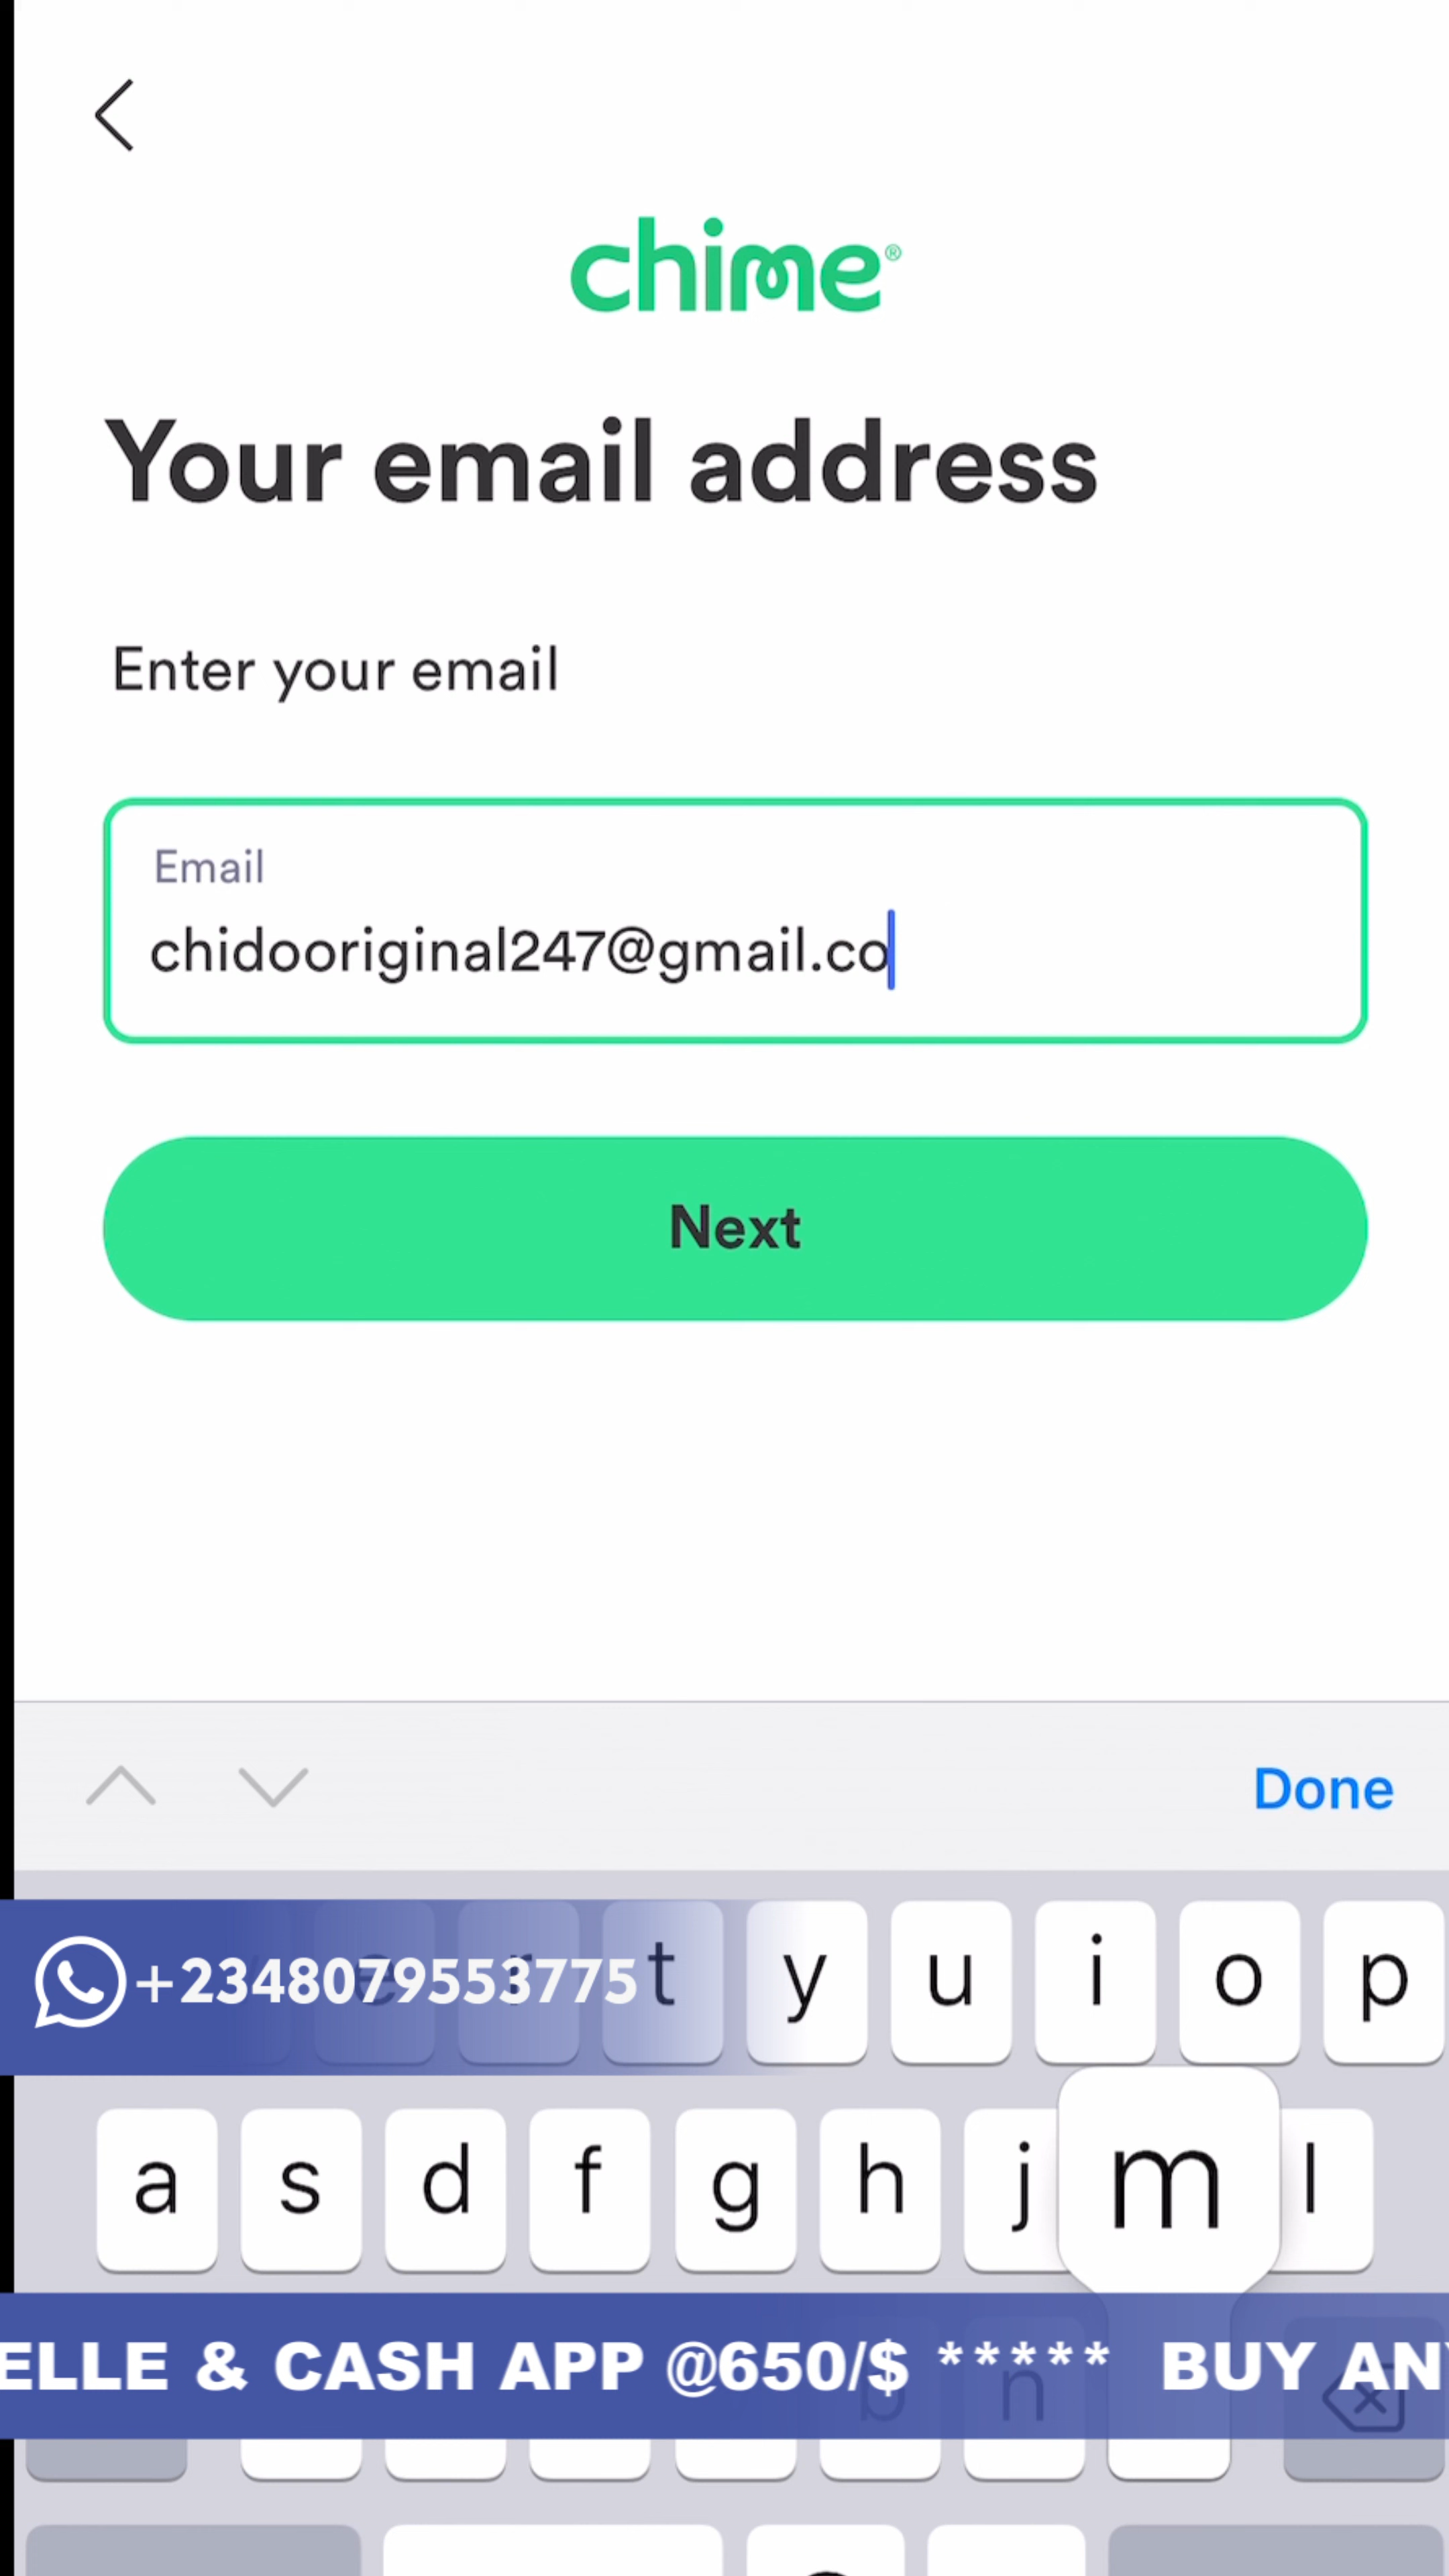 chime®
Your email address
Enter your email
Email
chidooriginal247@gmail.co
Next
Done
+2348079553775
e r t y u i o p
a s d f g h j m l
ELLE & CASH APP @650/$ ***** BUY AN
b n